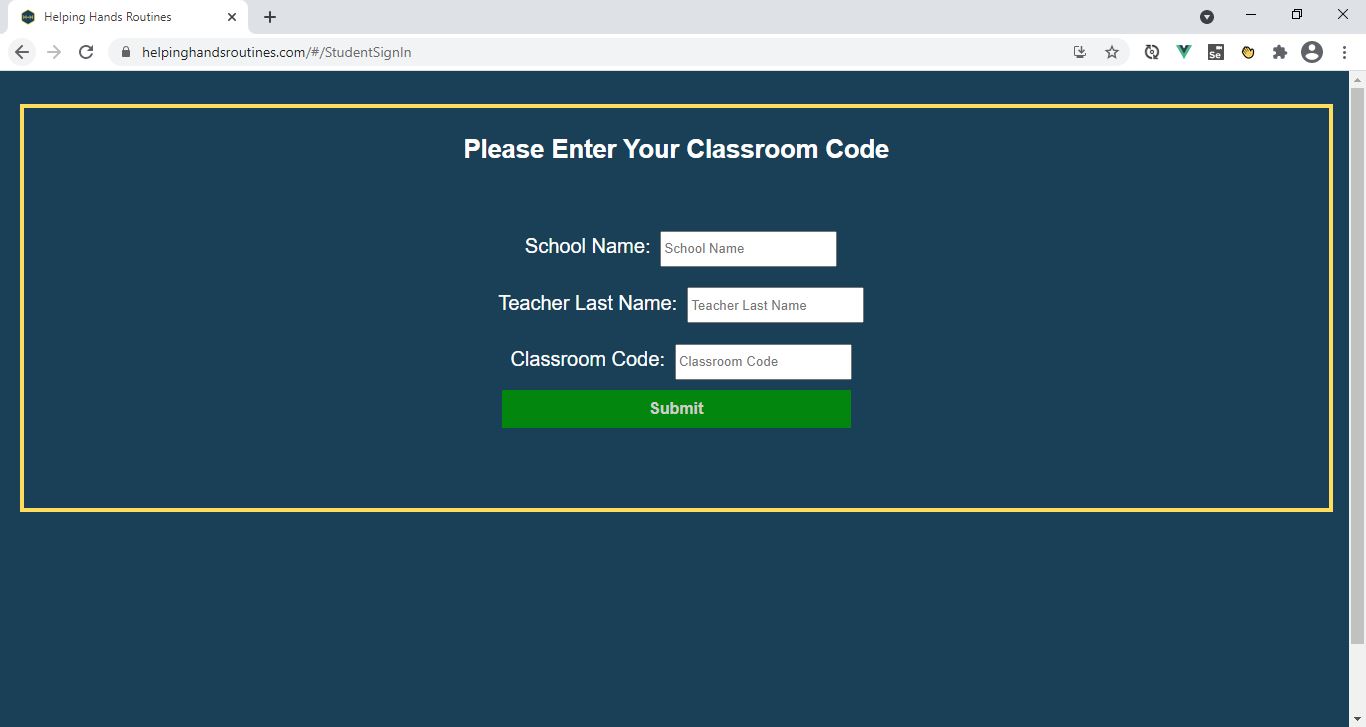 Helping Hands Routines
helpinghandsroutines.com/#/StudentSignIn
Se
Please Enter Your Classroom Code
School Name: School Name
Teacher Last Name: Teacher Last Name
Classroom Code: Classroom Code
Submit